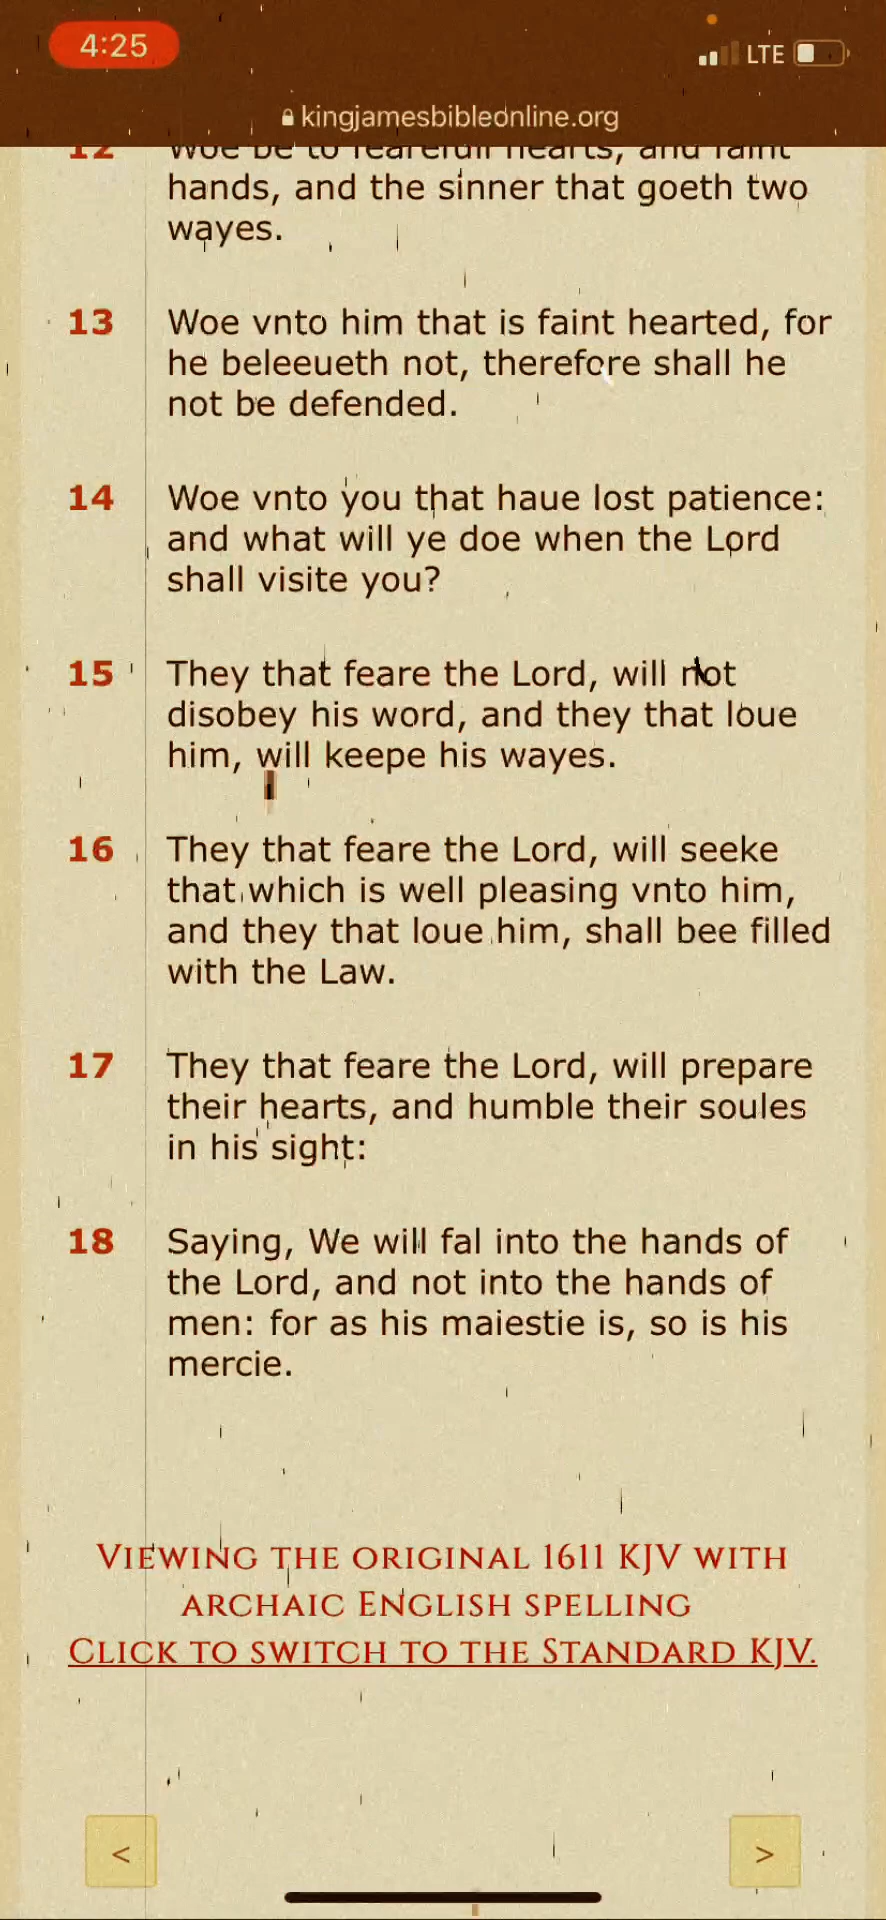 4:25
LTE
kingjamesbibleonline.org
12 Woe be to fearefull hearts, and faint
hands, and the sinner that goeth two
wayes.
13 Woe vnto him that is faint hearted, for
he beleeueth not, therefore shall he
not be defended.
14 Woe vnto you that haue lost patience:
and what will ye doe when the Lord
shall visite you?
15 They that feare the Lord, will not
disobey his word, and they that loue
him, will keepe his wayes.
16 They that feare the Lord, will seeke
that which is well pleasing vnto him,
and they that loue him, shall bee filled
with the Law.
17 They that feare the Lord, will prepare
their hearts, and humble their soules
in his sight:
18 Saying, We will fal into the hands of
the Lord, and not into the hands of
men: for as his maiestie is, so is his
mercie.
VIEWING THE ORIGINAL 1611 KJV WITH
ARCHAIC ENGLISH SPELLING
CLICK TO SWITCH TO THE STANDARD KJV.
< >